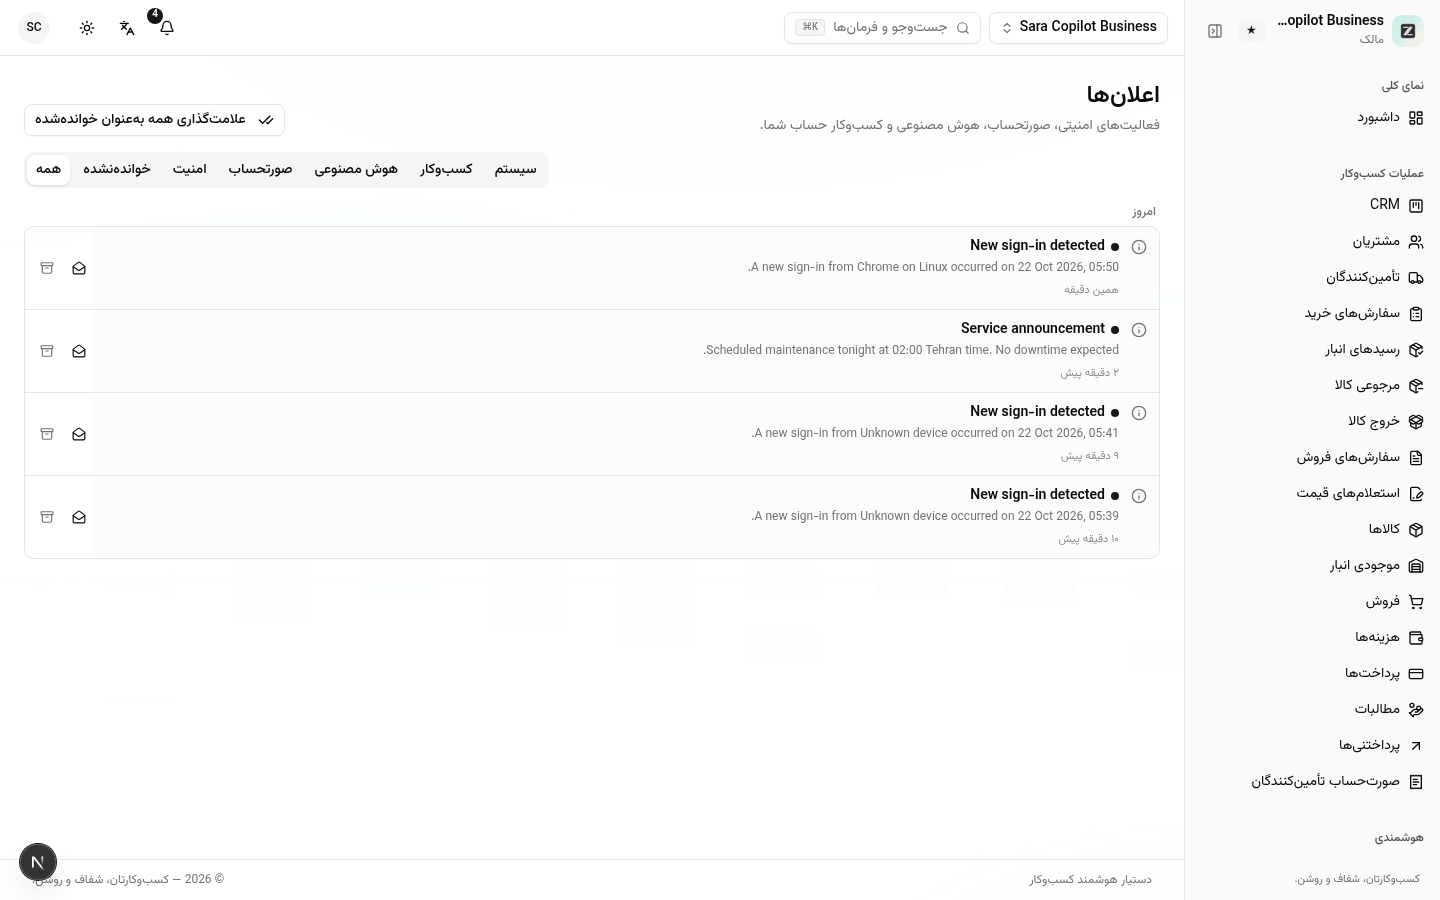 …opilot Business
مالک
نمای کلی
داشبورد
عملیات کسب‌وکار
CRM
مشتریان
تأمین‌کنندگان
سفارش‌های خرید
رسیدهای انبار
مرجوعی کالا
خروج کالا
سفارش‌های فروش
استعلام‌های قیمت
کالاها
موجودی انبار
فروش
هزینه‌ها
پرداخت‌ها
مطالبات
پرداختنی‌ها
صورت‌حساب تأمین‌کنندگان
هوشمندی
کسب‌وکارتان، شفاف و روشن.
Sara Copilot Business
جست‌وجو و فرمان‌ها
⌘K
4
SC
اعلان‌ها
فعالیت‌های امنیتی، صورتحساب، هوش مصنوعی و کسب‌وکار حساب شما.
علامت‌گذاری همه به‌عنوان خوانده‌شده
سیستم
کسب‌وکار
هوش مصنوعی
صورتحساب
امنیت
خوانده‌نشده
همه
امروز
New sign-in detected
A new sign-in from Chrome on Linux occurred on 22 Oct 2026, 05:50.
همین دقیقه
Service announcement
Scheduled maintenance tonight at 02:00 Tehran time. No downtime expected.
۲ دقیقه پیش
New sign-in detected
A new sign-in from Unknown device occurred on 22 Oct 2026, 05:41.
۹ دقیقه پیش
New sign-in detected
A new sign-in from Unknown device occurred on 22 Oct 2026, 05:39.
۱۰ دقیقه پیش
دستیار هوشمند کسب‌وکار
© 2026 — کسب‌وکارتان، شفاف و روشن.